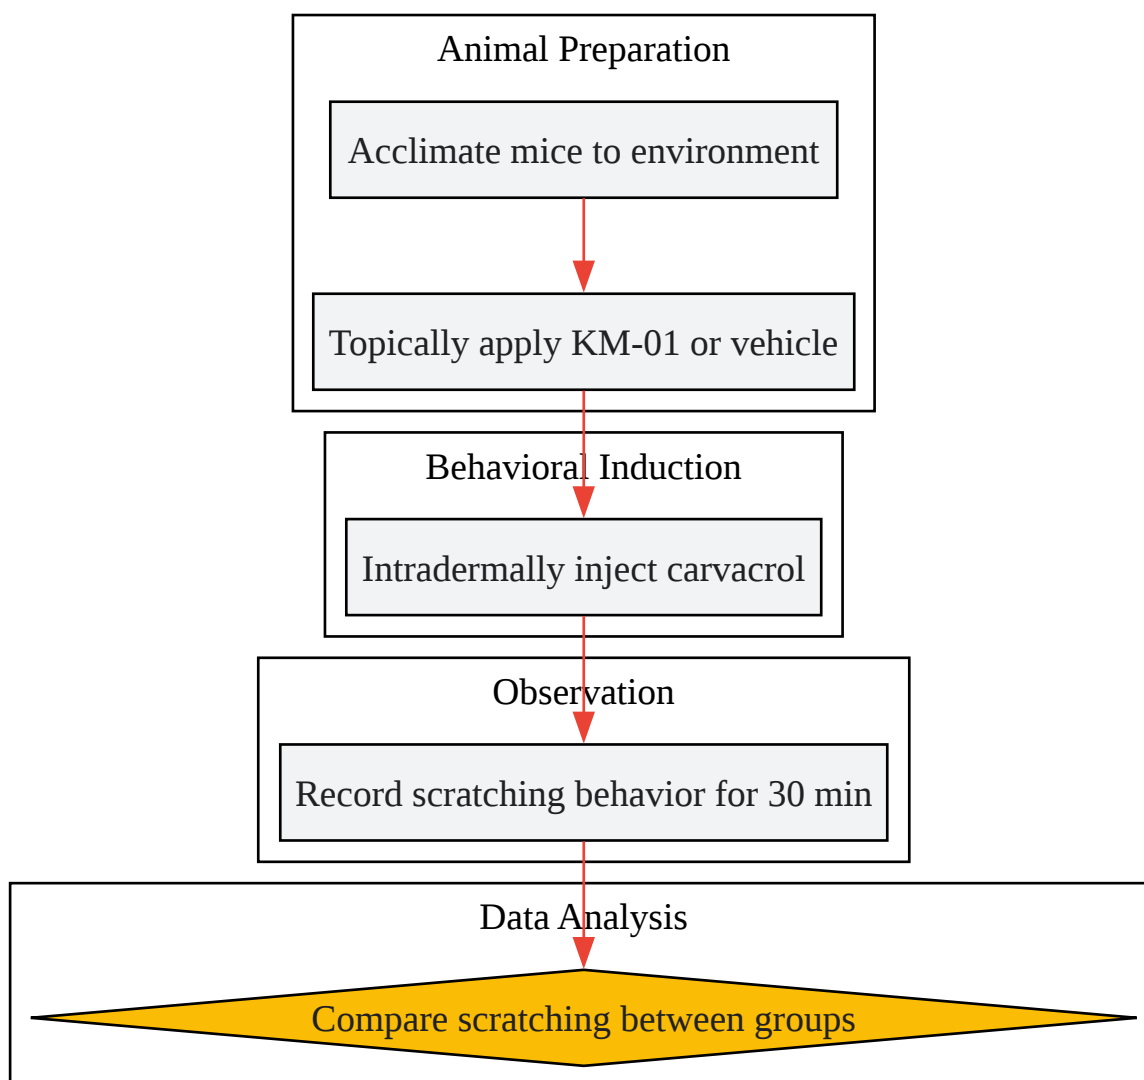 Animal Preparation
Acclimate mice to environment
Topically apply KM-01 or vehicle
Behavioral Induction
Intradermally inject carvacrol
Observation
Record scratching behavior for 30 min
Data Analysis
Compare scratching between groups